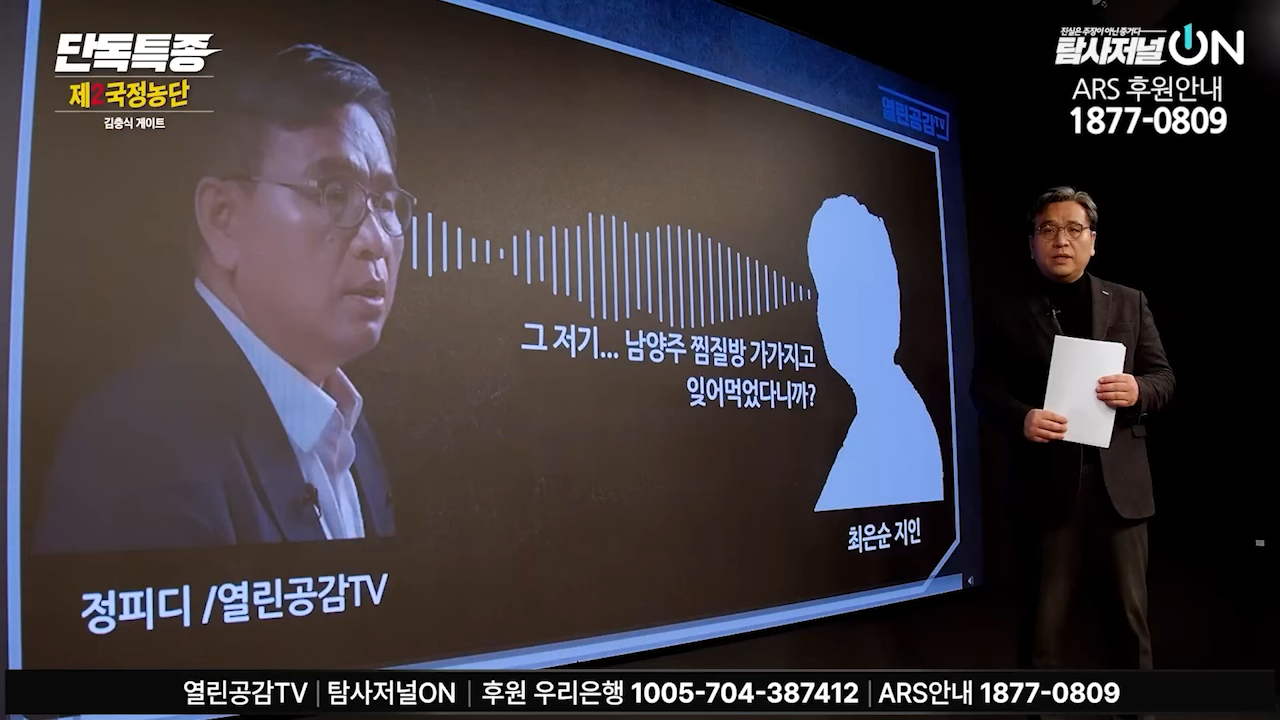 단독특종
제2국정농단
김충식 게이트
진실은 주장이 아닌 증거다
탐사저널ON
ARS 후원안내
1877-0809
열린공감TV
그 저기... 남양주 찜질방 가가지고
잊어먹었다니까?
최은순 지인
정피디 /열린공감TV
열린공감TV | 탐사저널ON | 후원 우리은행 1005-704-387412 | ARS안내 1877-0809